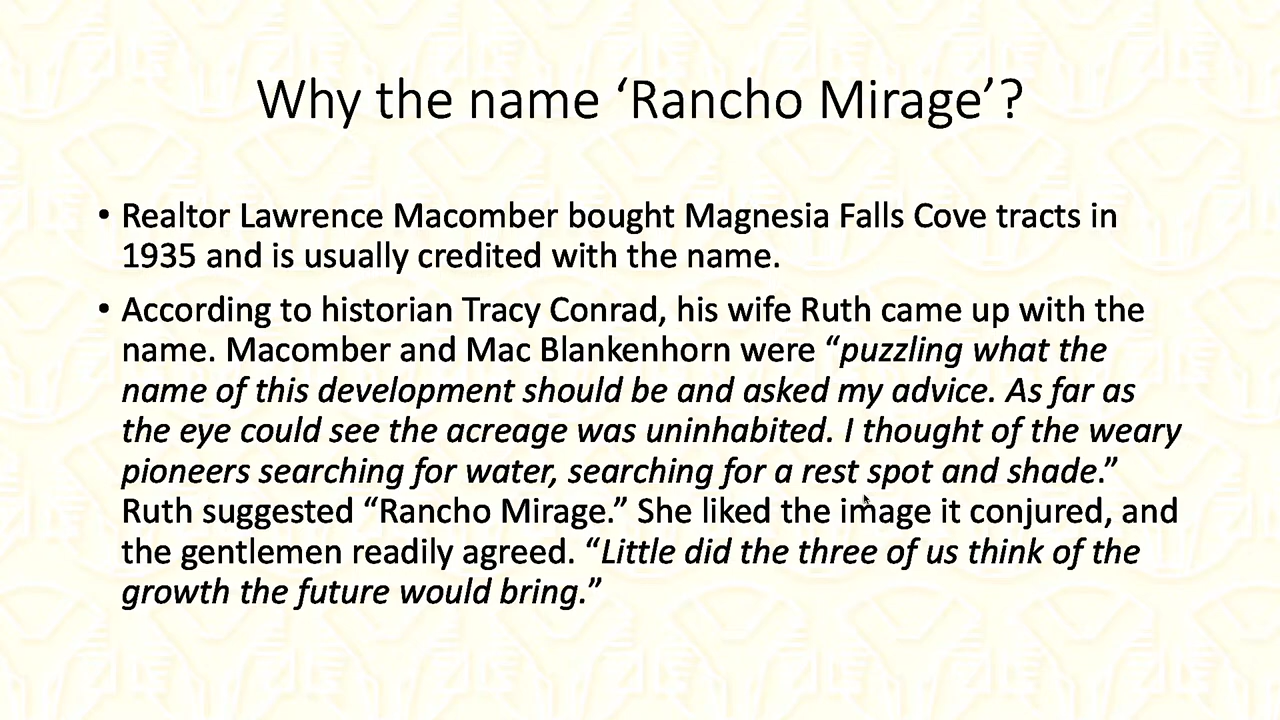 Why the name ‘Rancho Mirage’?
• Realtor Lawrence Macomber bought Magnesia Falls Cove tracts in
1935 and is usually credited with the name.
• According to historian Tracy Conrad, his wife Ruth came up with the
name. Macomber and Mac Blankenhorn were “puzzling what the
name of this development should be and asked my advice. As far as
the eye could see the acreage was uninhabited. I thought of the weary
pioneers searching for water, searching for a rest spot and shade.”
Ruth suggested “Rancho Mirage.” She liked the image it conjured, and
the gentlemen readily agreed. “Little did the three of us think of the
growth the future would bring.”